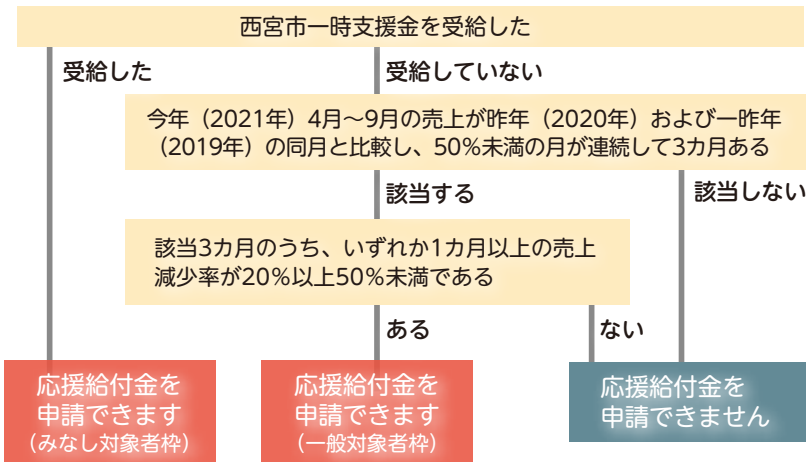 西宮市一時支援金を受給した
受給した
受給していない
今年（2021年）4月～9月の売上が昨年（2020年）および一昨年
（2019年）の同月と比較し、50％未満の月が連続して3カ月ある
該当する
該当しない
該当3カ月のうち、いずれか1カ月以上の売上
減少率が20％以上50％未満である
ある
ない
応援給付金を
申請できます
（みなし対象者枠）
応援給付金を
申請できます
（一般対象者枠）
応援給付金を
申請できません